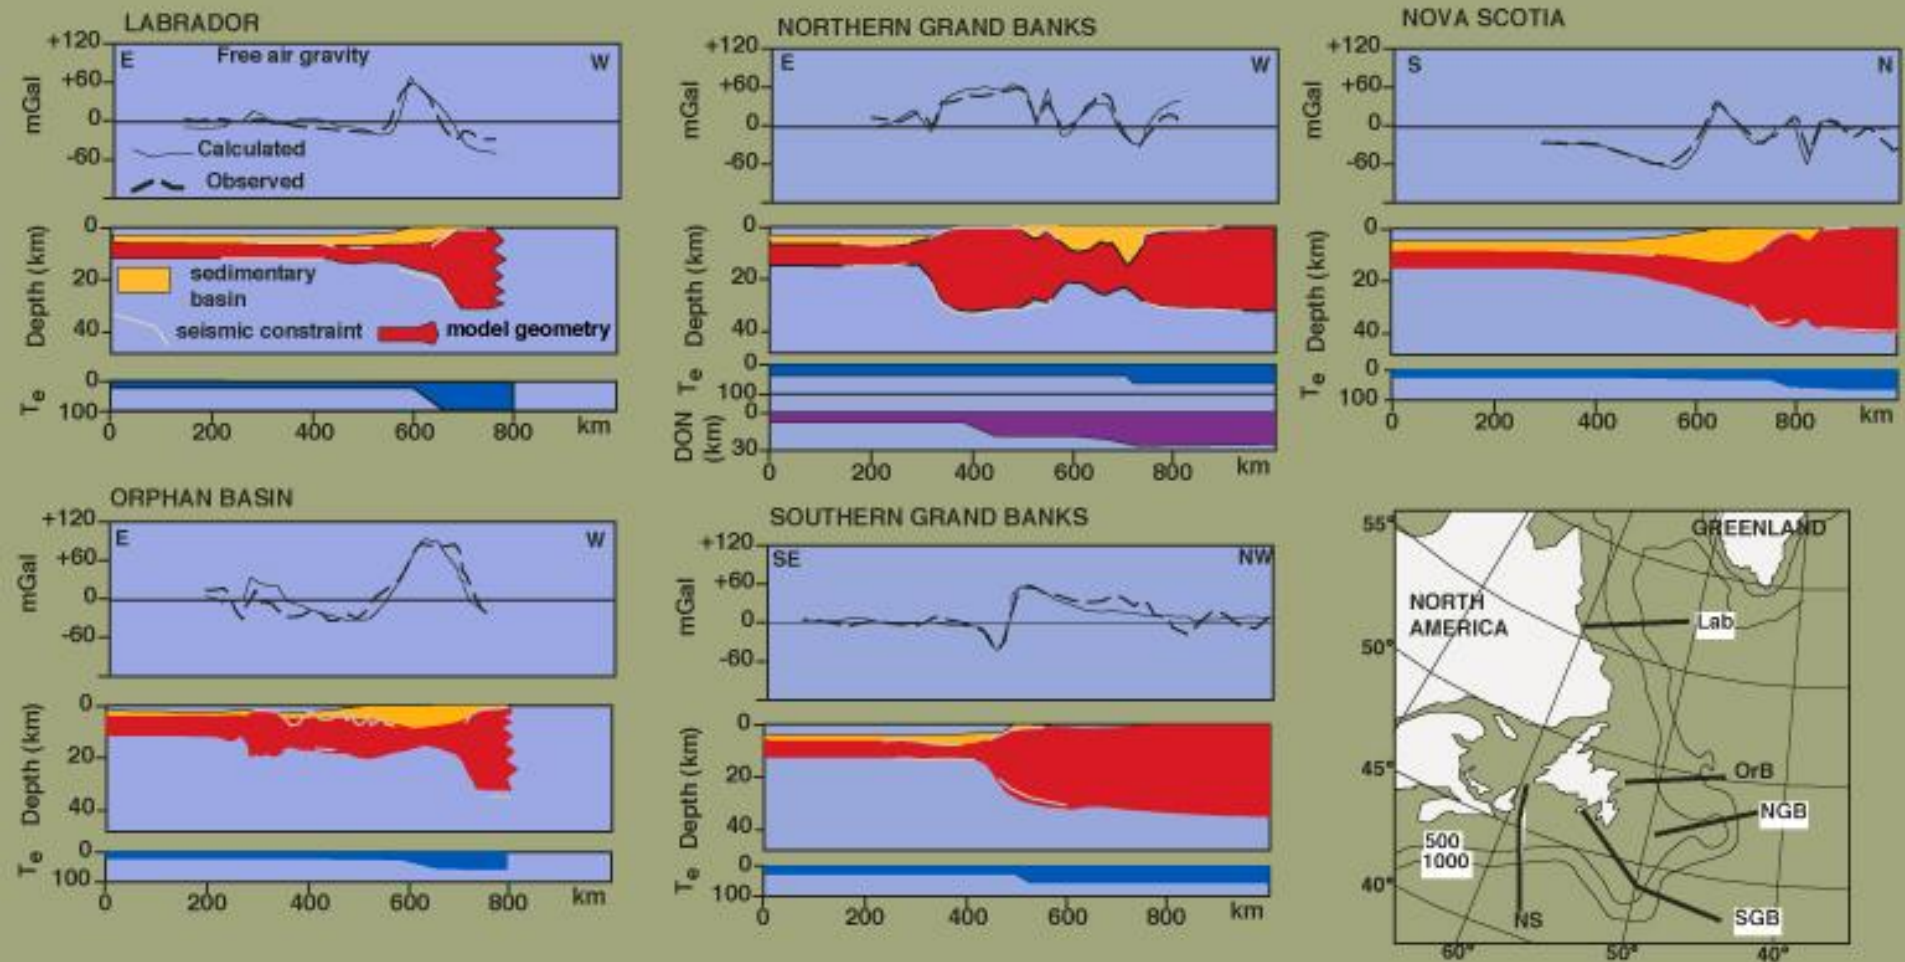 LABRADOR
+120
E
Free air gravity
W
+60
mGal
0
Calculated
-60
Observed
0
Depth (km)
20
sedimentary
basin
40
seismic constraint
model geometry
0
Te
100
0
200
400
600
800
km
NORTHERN GRAND BANKS
+120
E
W
+60
mGal
0
-60
0
Depth (km)
20
40
0
Te
100
0
DON
(km)
30
0
200
400
600
800
km
NOVA SCOTIA
+120
S
N
+60
mGal
0
-60
0
Depth (km)
20
40
0
Te
100
0
200
400
600
800
km
ORPHAN BASIN
+120
E
W
+60
mGal
0
-60
0
Depth (km)
20
40
0
Te
100
0
200
400
600
800
km
SOUTHERN GRAND BANKS
+120
SE
NW
+60
mGal
0
-60
0
Depth (km)
20
40
0
Te
100
0
200
400
600
800
km
55°
GREENLAND
NORTH
AMERICA
Lab
50°
45°
OrB
NGB
500
1000
40°
NS
SGB
60°
50°
40°